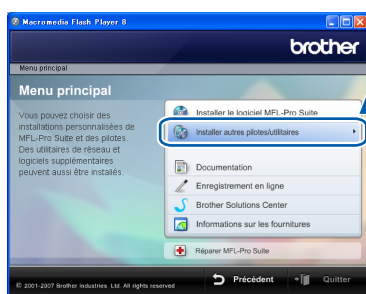 Macromedia Flash Player 8
brother
Menu principal
Menu principal
Vous pouvez choisir des
installations personnalisées de
MFL-Pro Suite et des pilotes.
Des utilitaires de réseau et
logiciels supplémentaires
peuvent aussi être installés.
Installer le logiciel MFL-Pro Suite
Installer autres pilotes/utilitaires
Documentation
Enregistrement en ligne
Brother Solutions Center
Informations sur les fournitures
Réparer MFL-Pro Suite
© 2001-2007 Brother Industries Ltd. All rights reserved
Précédent
Quitter